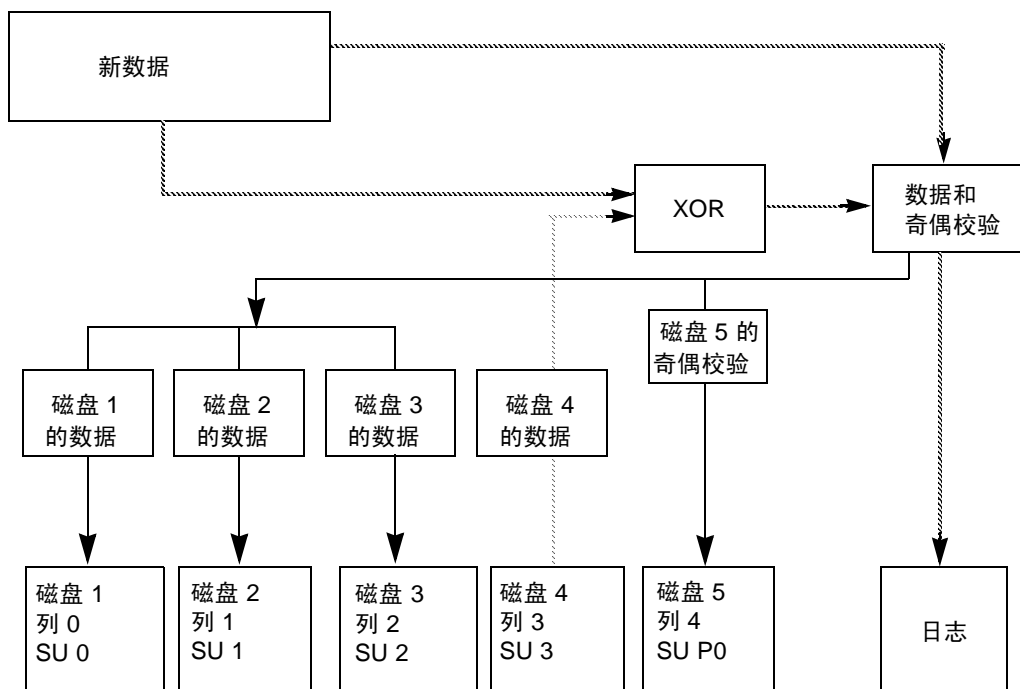 新数据
XOR
数据和
奇偶校验
磁盘 5 的
奇偶校验
磁盘 1
的数据
磁盘 2
的数据
磁盘 3
的数据
磁盘 4
的数据
磁盘 1
列 0
SU 0
磁盘 2
列 1
SU 1
磁盘 3
列 2
SU 2
磁盘 4
列 3
SU 3
磁盘 5
列 4
SU P0
日志